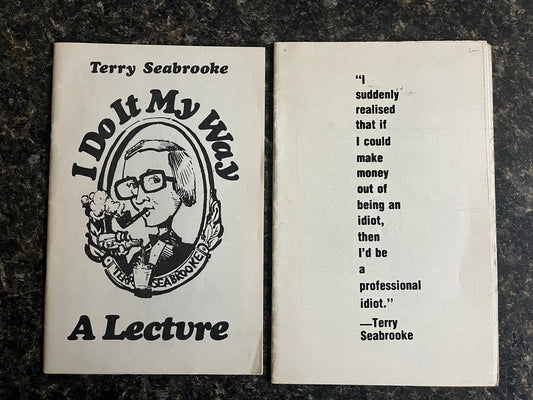 Terry Seabrooke
I Do It My Way
TERRY SEABROOKE
A Lecture
“I
suddenly
realised
that if
I could
make
money
out of
being an
idiot,
then
I'd be
a
professional
idiot.”
—Terry
Seabrooke